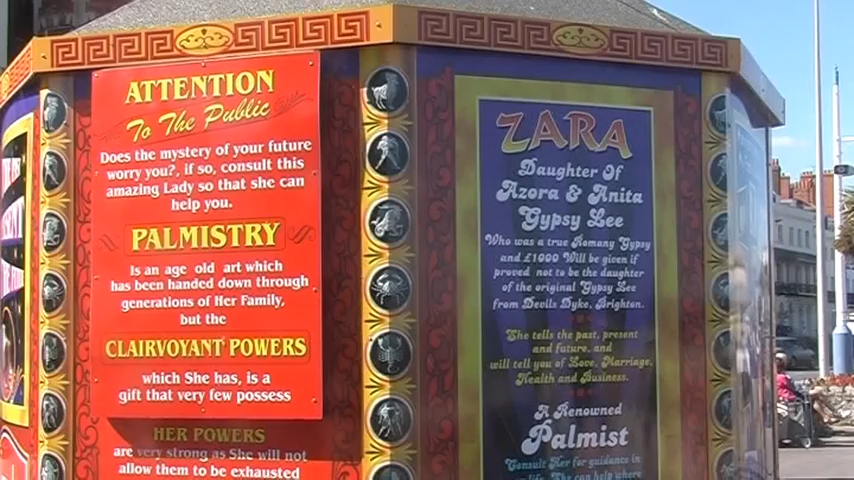 ATTENTION
To The Public
Does the mystery of your future
worry you?, if so, consult this
amazing Lady so that she can
help you.
PALMISTRY
is an age old art which
has been handed down through
generations of Her Family,
but the
CLAIRVOYANT POWERS
which She has, is a
gift that very few possess
HER POWERS
are very strong as She will not
allow them to be exhausted
ZARA
Daughter Of
Azora & Anita
Gypsy Lee
Who was a true Romany Gypsy
and £1000 Will be given if
proved not to be the daughter
of the original Gypsy Lee
from Devils Dyke, Brighton.
She tells the past, present
and future, and
will tell you of Love, Marriage,
Health and Business.
A Renowned
Palmist
Consult Her for guidance in
life. She can help where